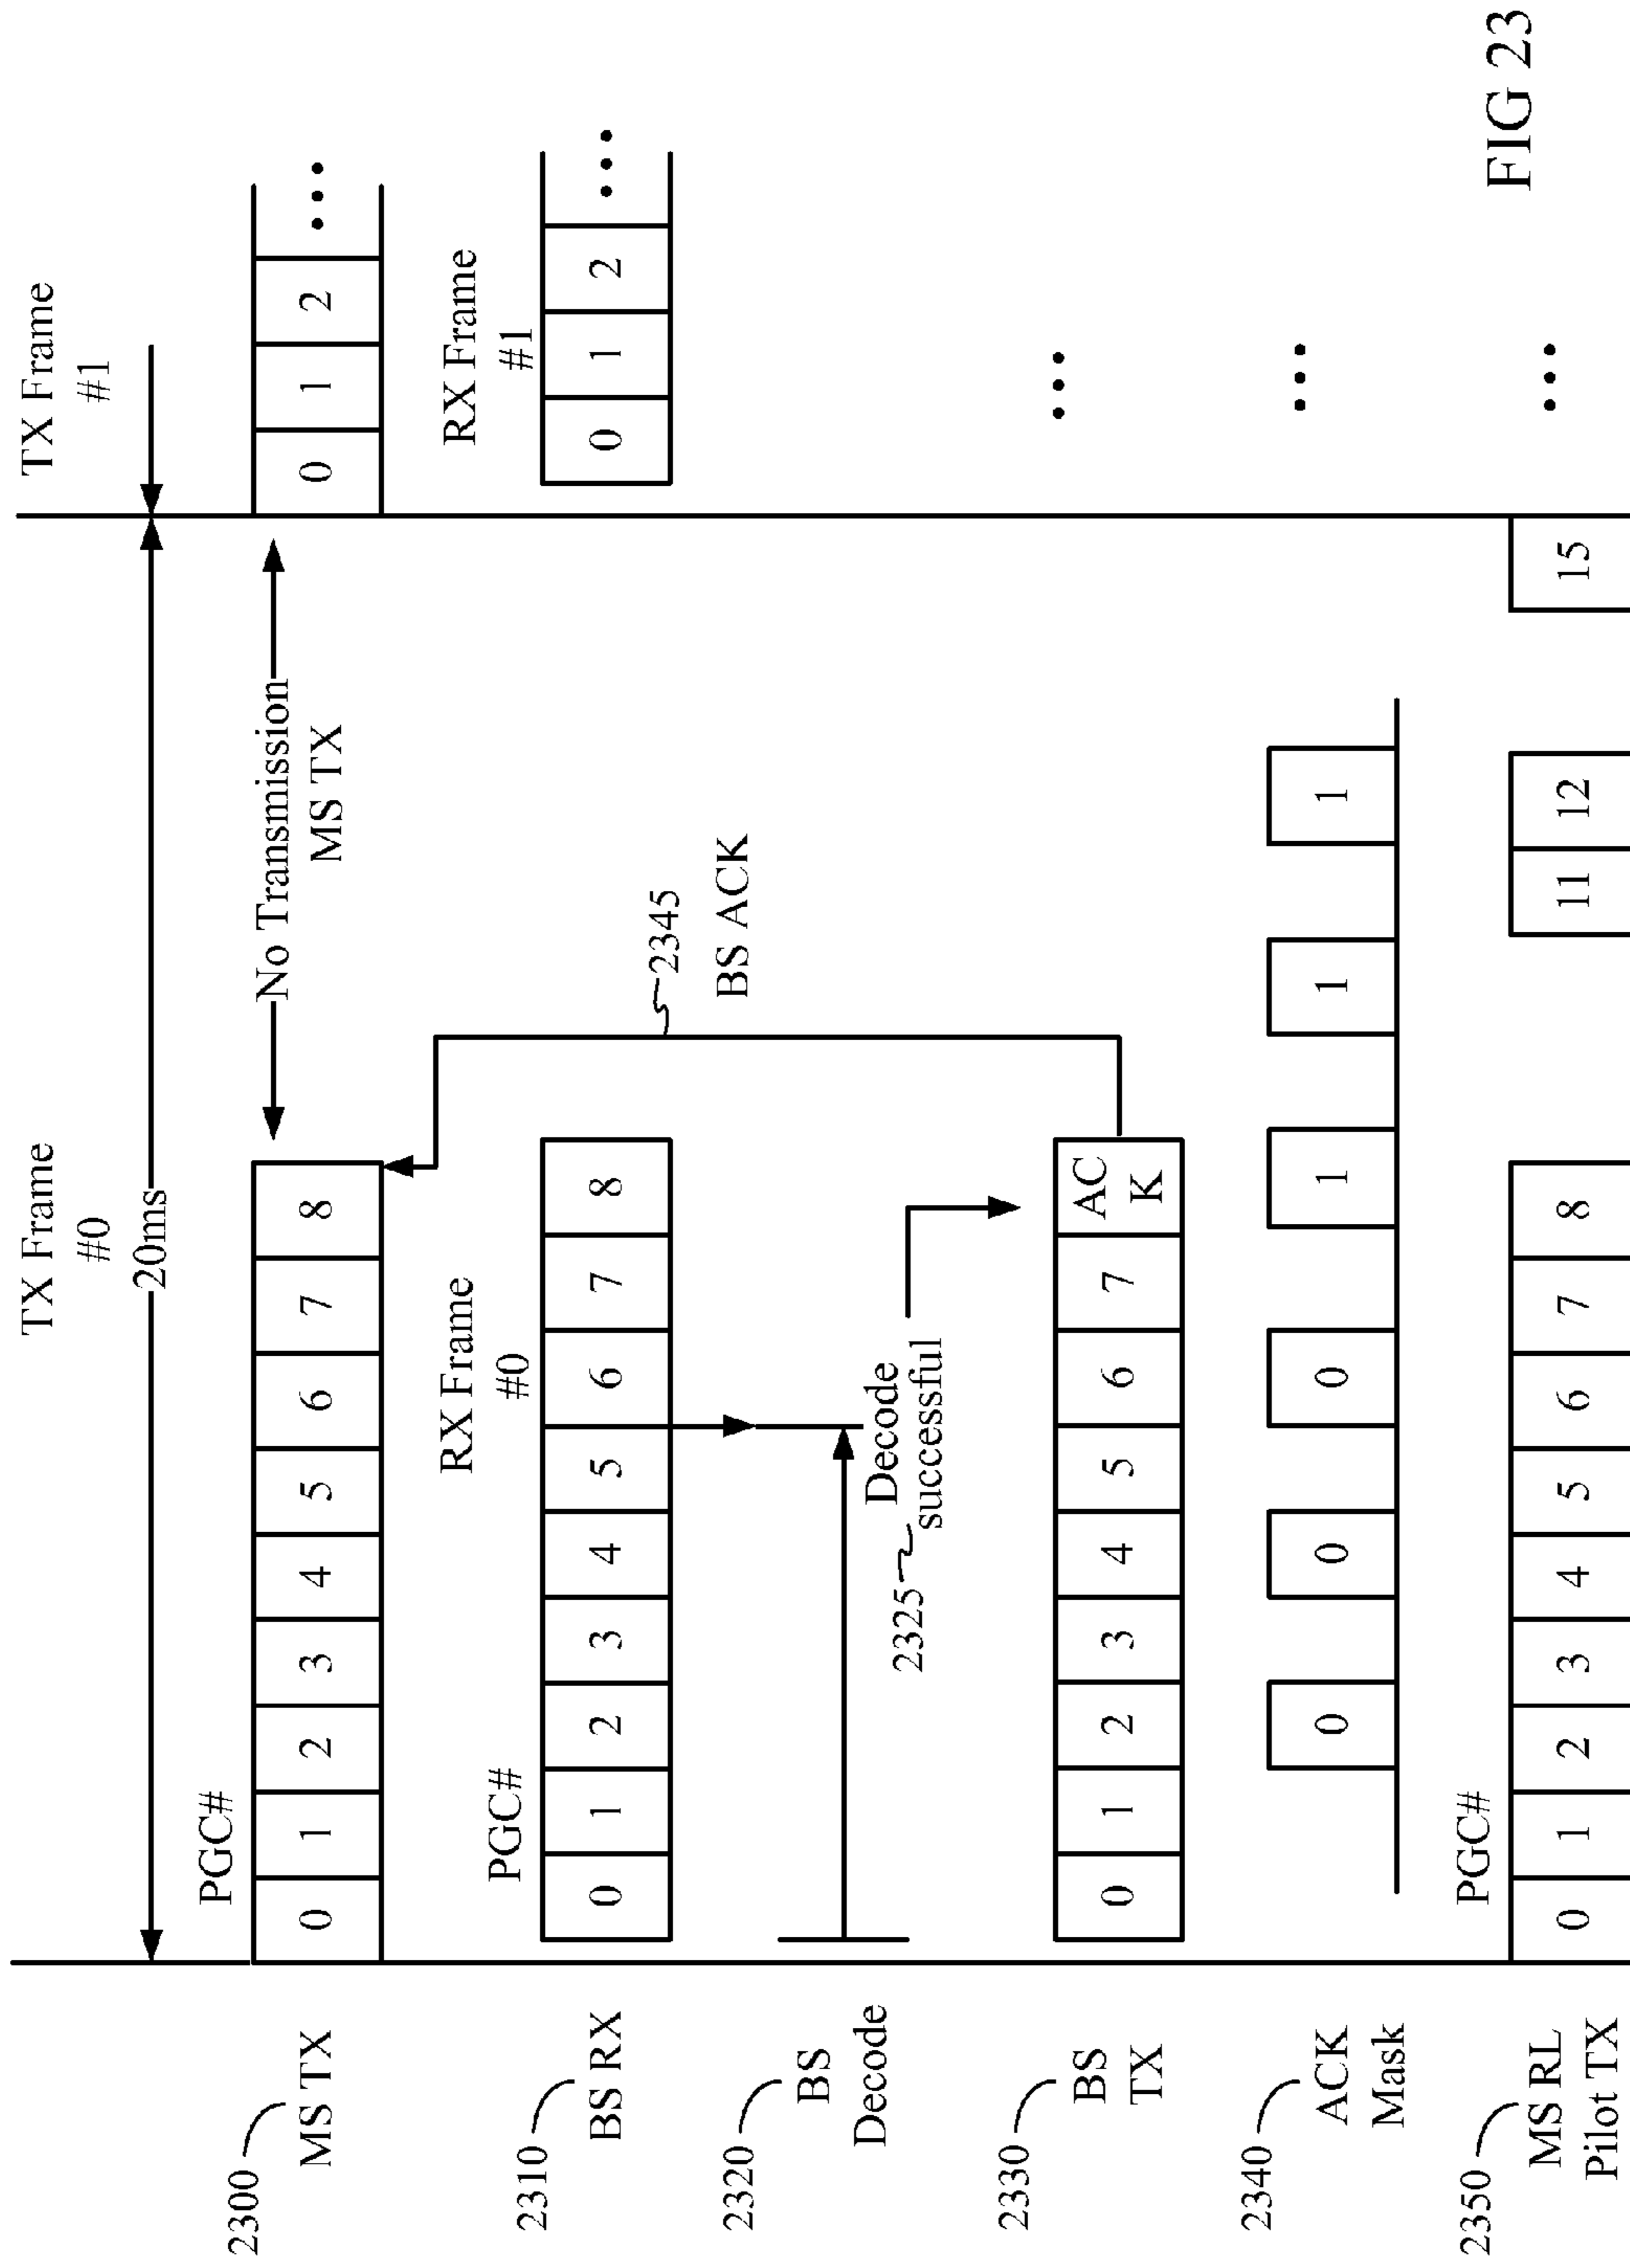 TX Frame
#0
TX Frame
#1
20ms
PGC#
2300
MS TX
0 1 2 3 4 5 6 7 8
No Transmission
MS TX
0 1 2 •••
RX Frame
#0
RX Frame
#1
PGC#
2310
BS RX
0 1 2 3 4 5 6 7 8
0 1 2 •••
2320
BS
Decode
2325
Decode
successful
2345
BS ACK
2330
BS
TX
0 1 2 3 4 5 6 7 AC
K
•••
2340
ACK
Mask
0 0 0 1 1 1
•••
PGC#
2350
MS RL
Pilot TX
0 1 2 3 4 5 6 7 8 11 12 15
•••
FIG 23